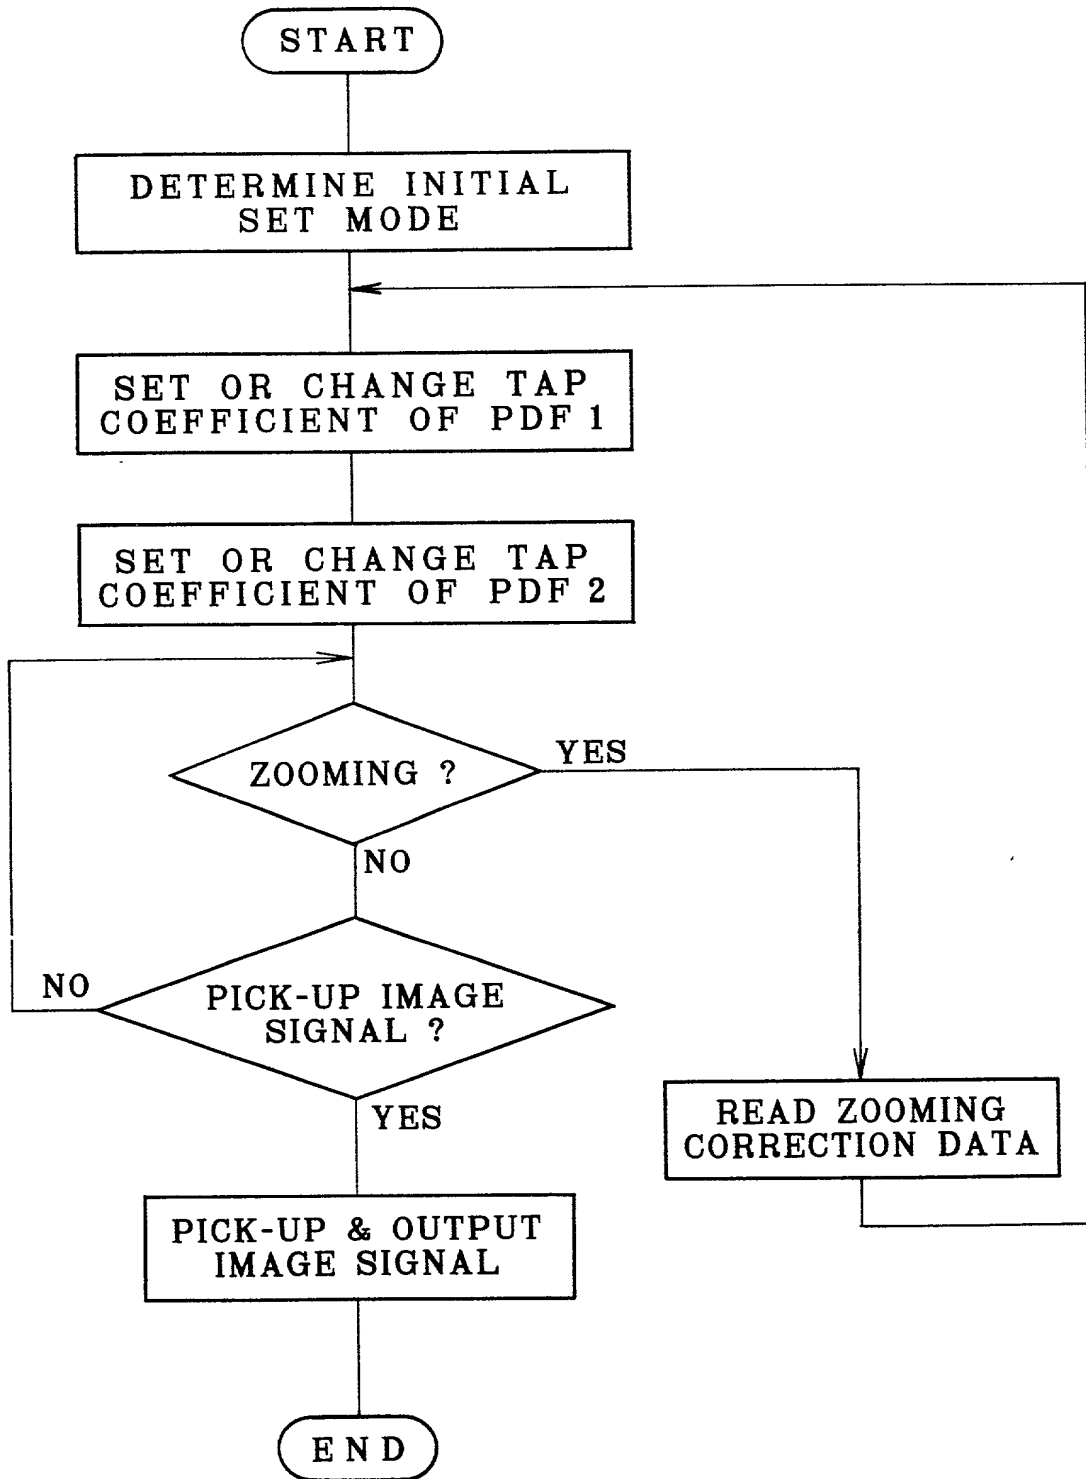 START
DETERMINE INITIAL
SET MODE
SET OR CHANGE TAP
COEFFICIENT OF PDF 1
SET OR CHANGE TAP
COEFFICIENT OF PDF 2
ZOOMING ?
YES
NO
NO
PICK-UP IMAGE
SIGNAL ?
YES
READ ZOOMING
CORRECTION DATA
PICK-UP & OUTPUT
IMAGE SIGNAL
END